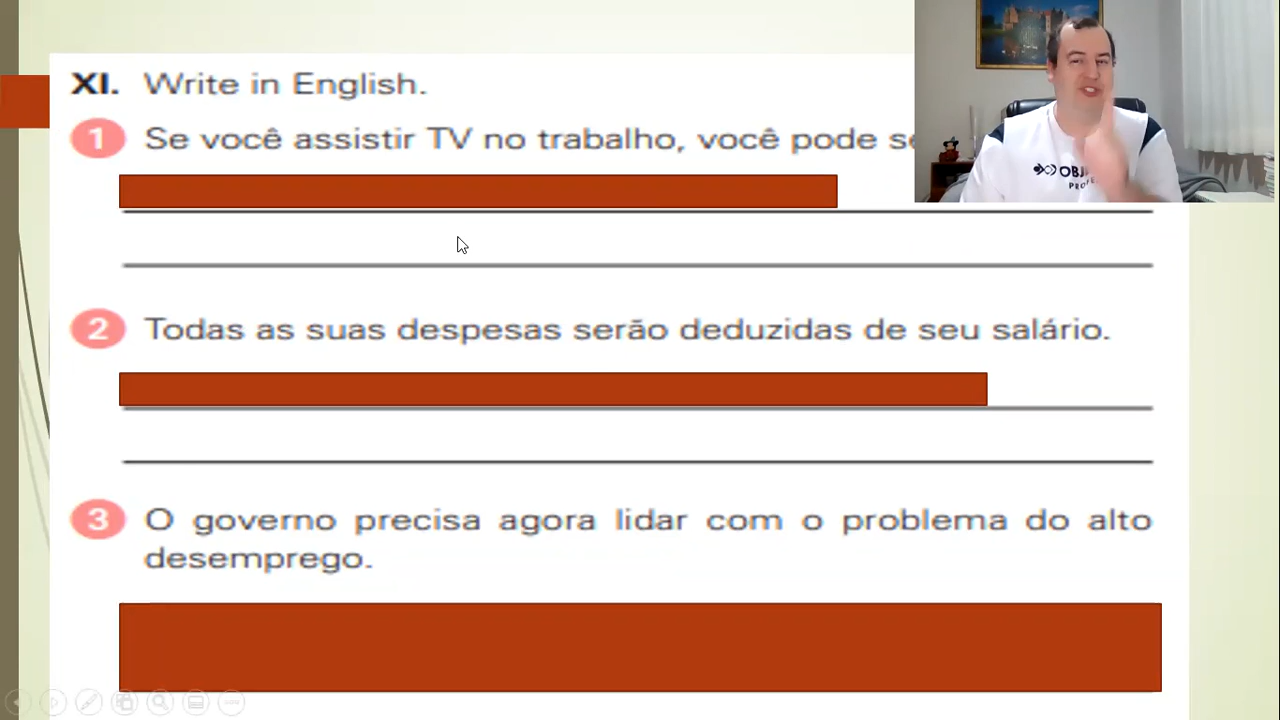 XI. Write in English.
1 Se você assistir TV no trabalho, você pode
2 Todas as suas despesas serão deduzidas de seu salário.
3 O governo precisa agora lidar com o problema do alto
desemprego.